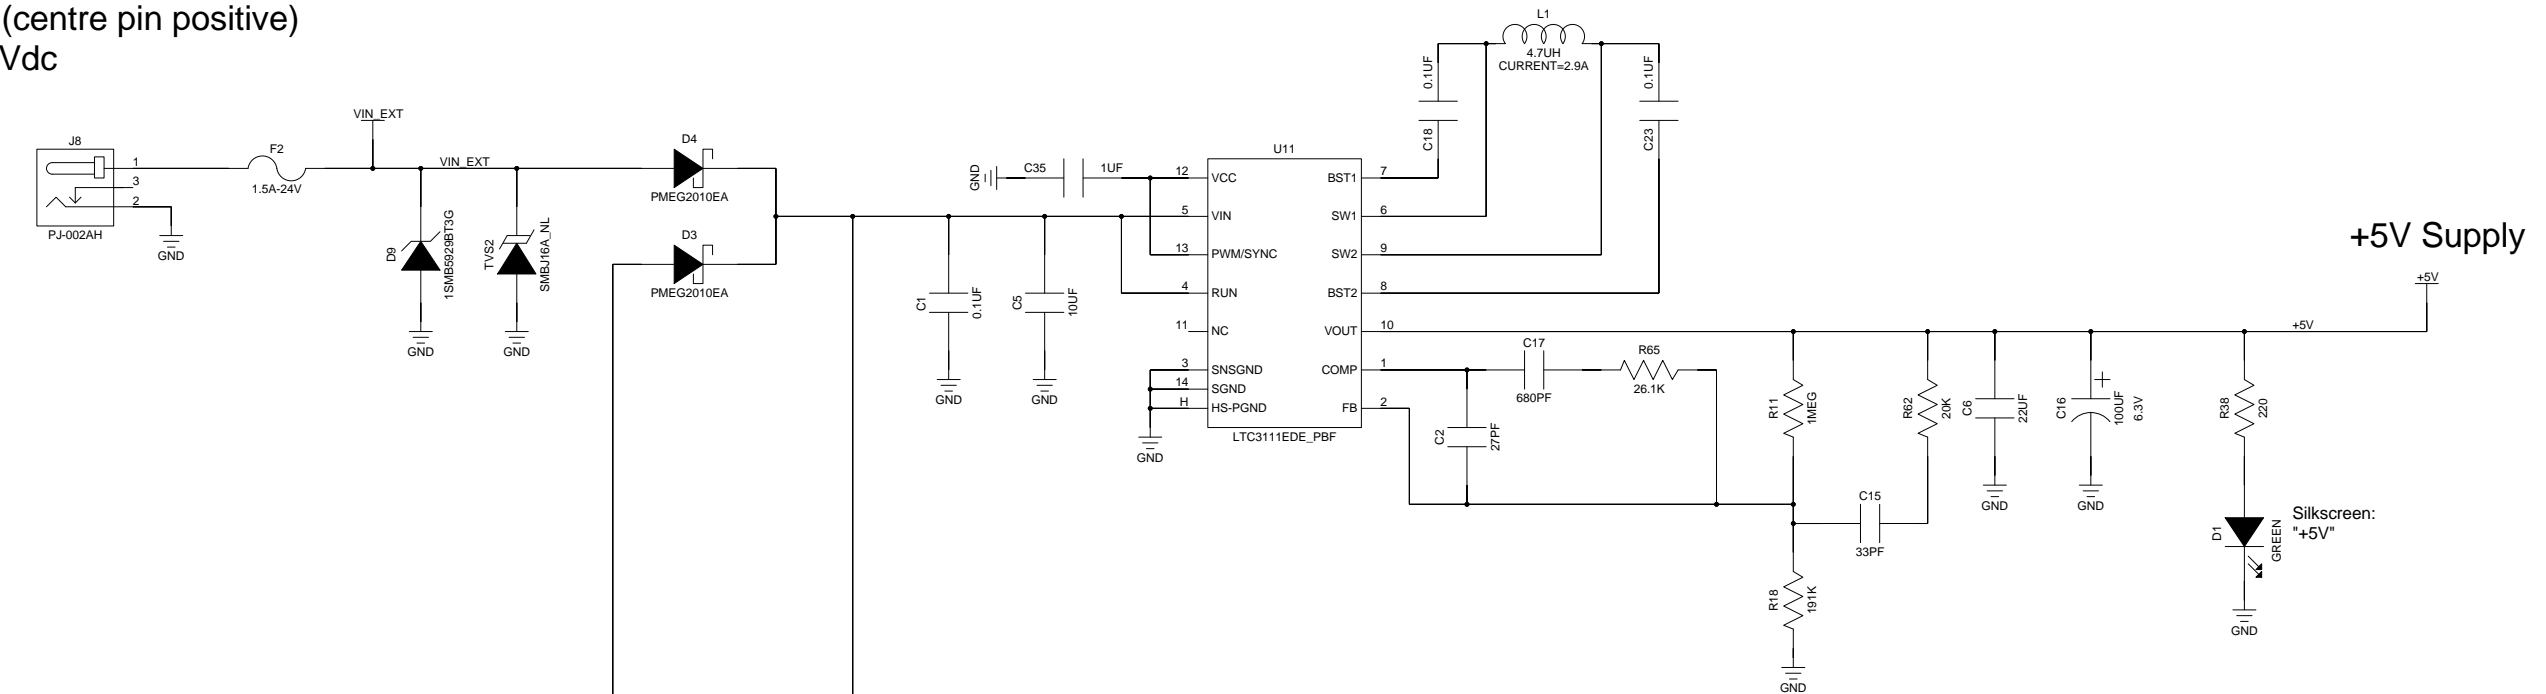 (centre pin positive)
Vdc
L1
4.7UH
CURRENT=2.9A
0.1UF
C18
0.1UF
C23
VIN_EXT
J8
1
3
2
PJ-002AH
GND
F2
1.5A-24V
VIN_EXT
D9
1SMB5929BT3G
GND
TVS2
SMBJ16A_NL
GND
D4
PMEG2010EA
D3
PMEG2010EA
GND
C35
1UF
C1
0.1UF
GND
C5
10UF
GND
U11
12 VCC
5 VIN
13 PWM/SYNC
4 RUN
11 NC
3 SNSGND
14 SGND
H HS-PGND
BST1 7
SW1 6
SW2 9
BST2 8
VOUT 10
COMP 1
FB 2
LTC3111EDE_PBF
GND
C17
680PF
R65
26.1K
C2
27PF
R11
1MEG
R62
20K
C15
33PF
R18
191K
GND
C6
22UF
GND
C16
100UF
6.3V
GND
R38
220
D1
GREEN
GND
Silkscreen:
"+5V"
+5V Supply
+5V
+5V